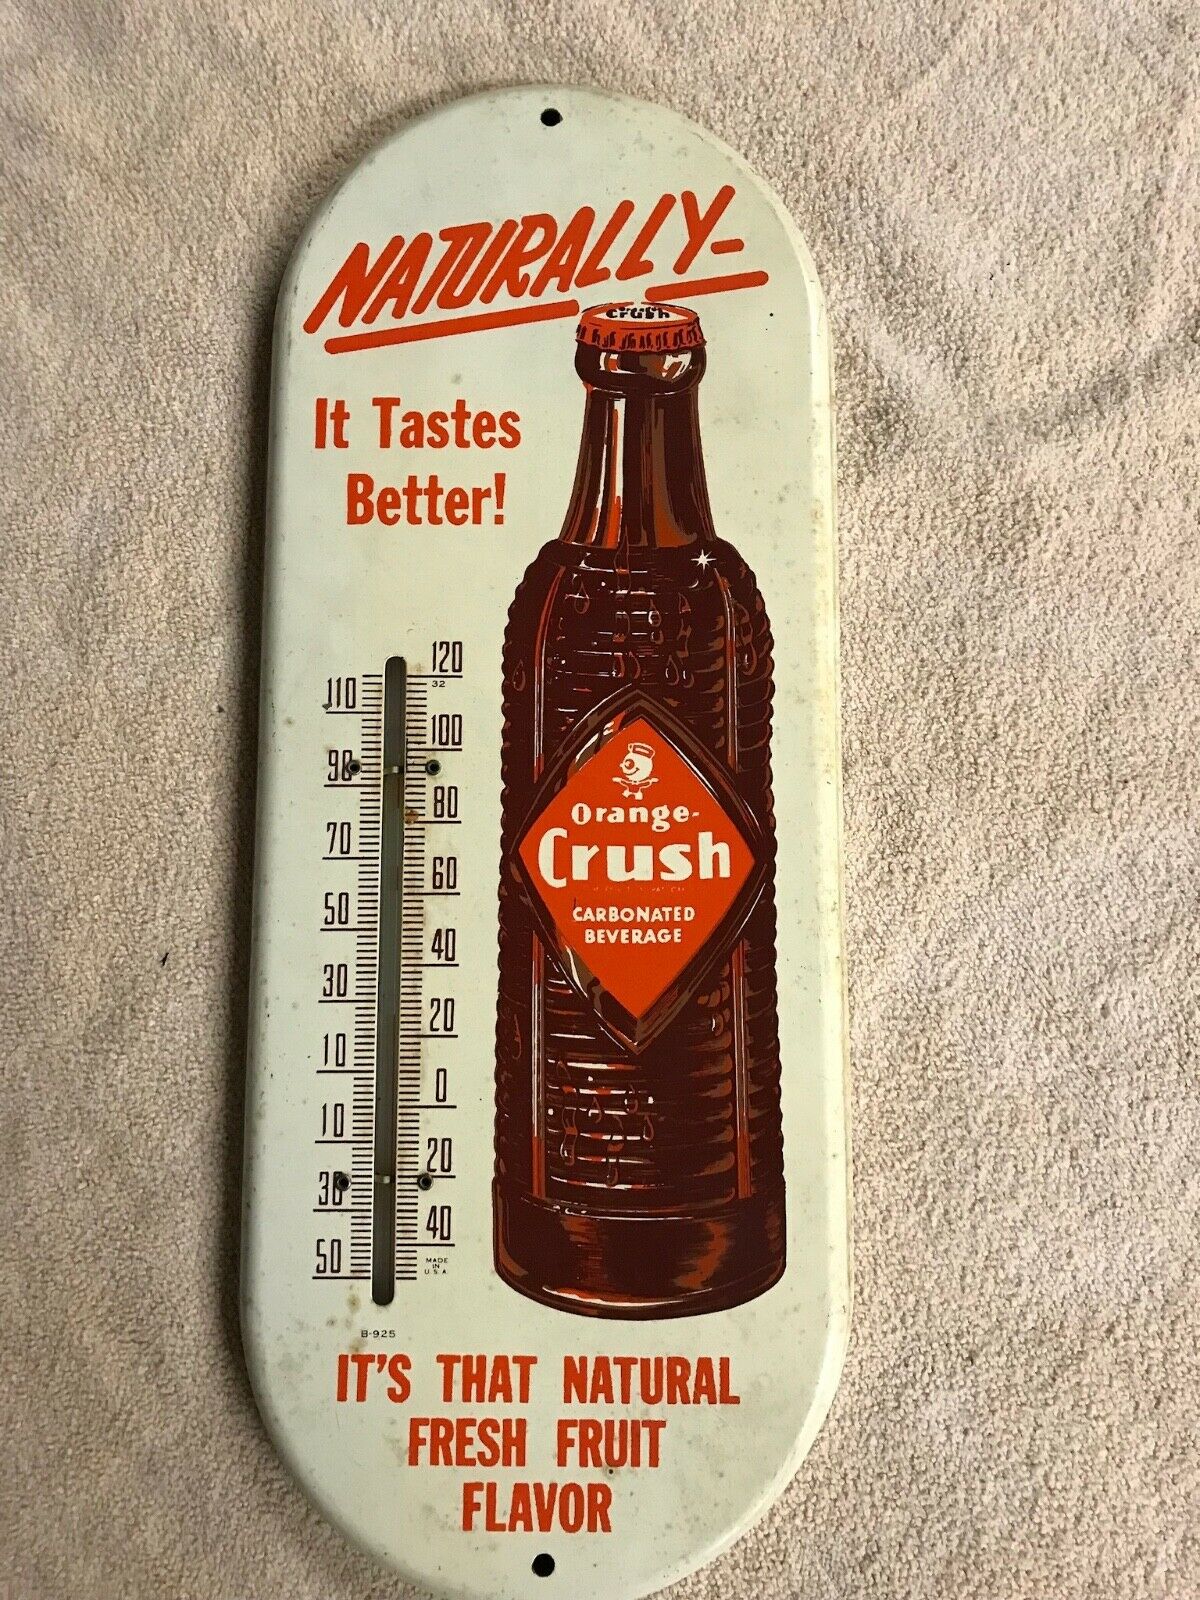 NATURALLY-
Crush
It Tastes
Better!
120
32
110
100
90
80
70
60
50
40
30
20
10
0
10
20
30
40
50
MADE
IN
U.S.A.
B-925
Orange-
Crush
CARBONATED
BEVERAGE
IT'S THAT NATURAL
FRESH FRUIT
FLAVOR